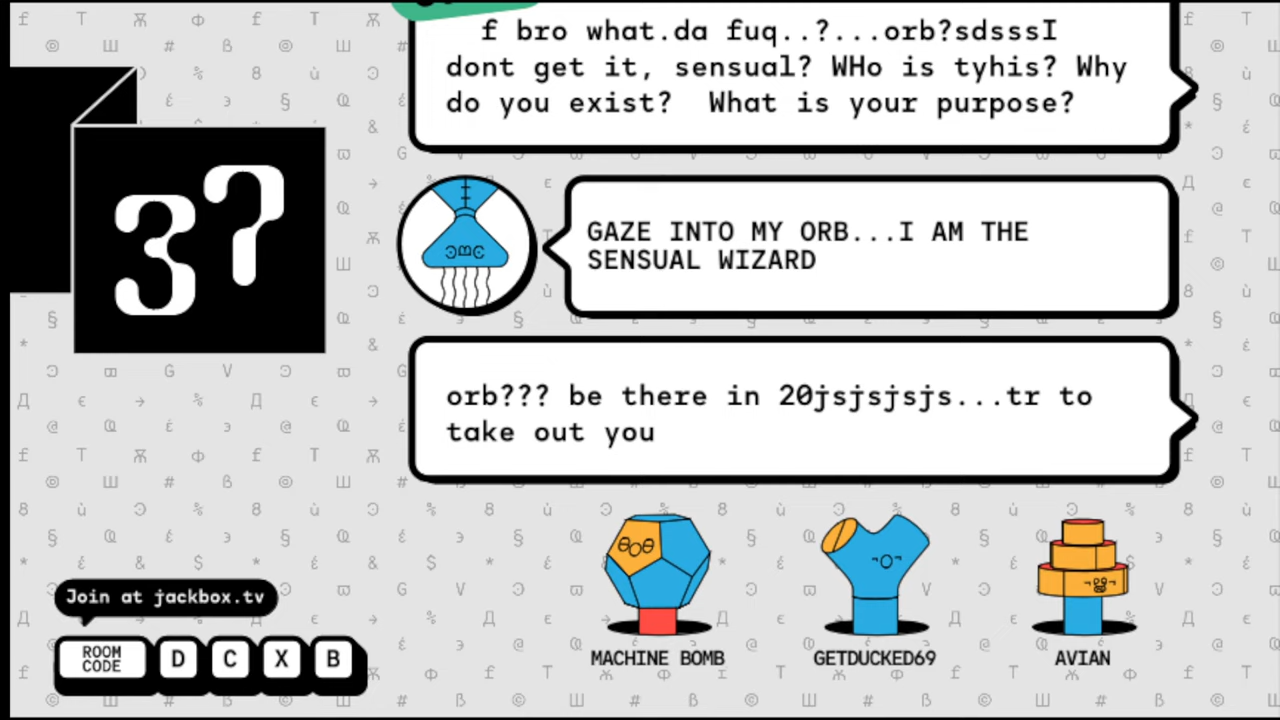 f bro what.da fuq..?...orb?sdsssI
dont get it, sensual? WHo is tyhis? Why
do you exist?  What is your purpose?
3?
GAZE INTO MY ORB...I AM THE
SENSUAL WIZARD
orb??? be there in 20jsjsjsjs...tr to
take out you
Join at jackbox.tv
ROOM
CODE
D C X B
MACHINE BOMB
GETDUCKED69
AVIAN